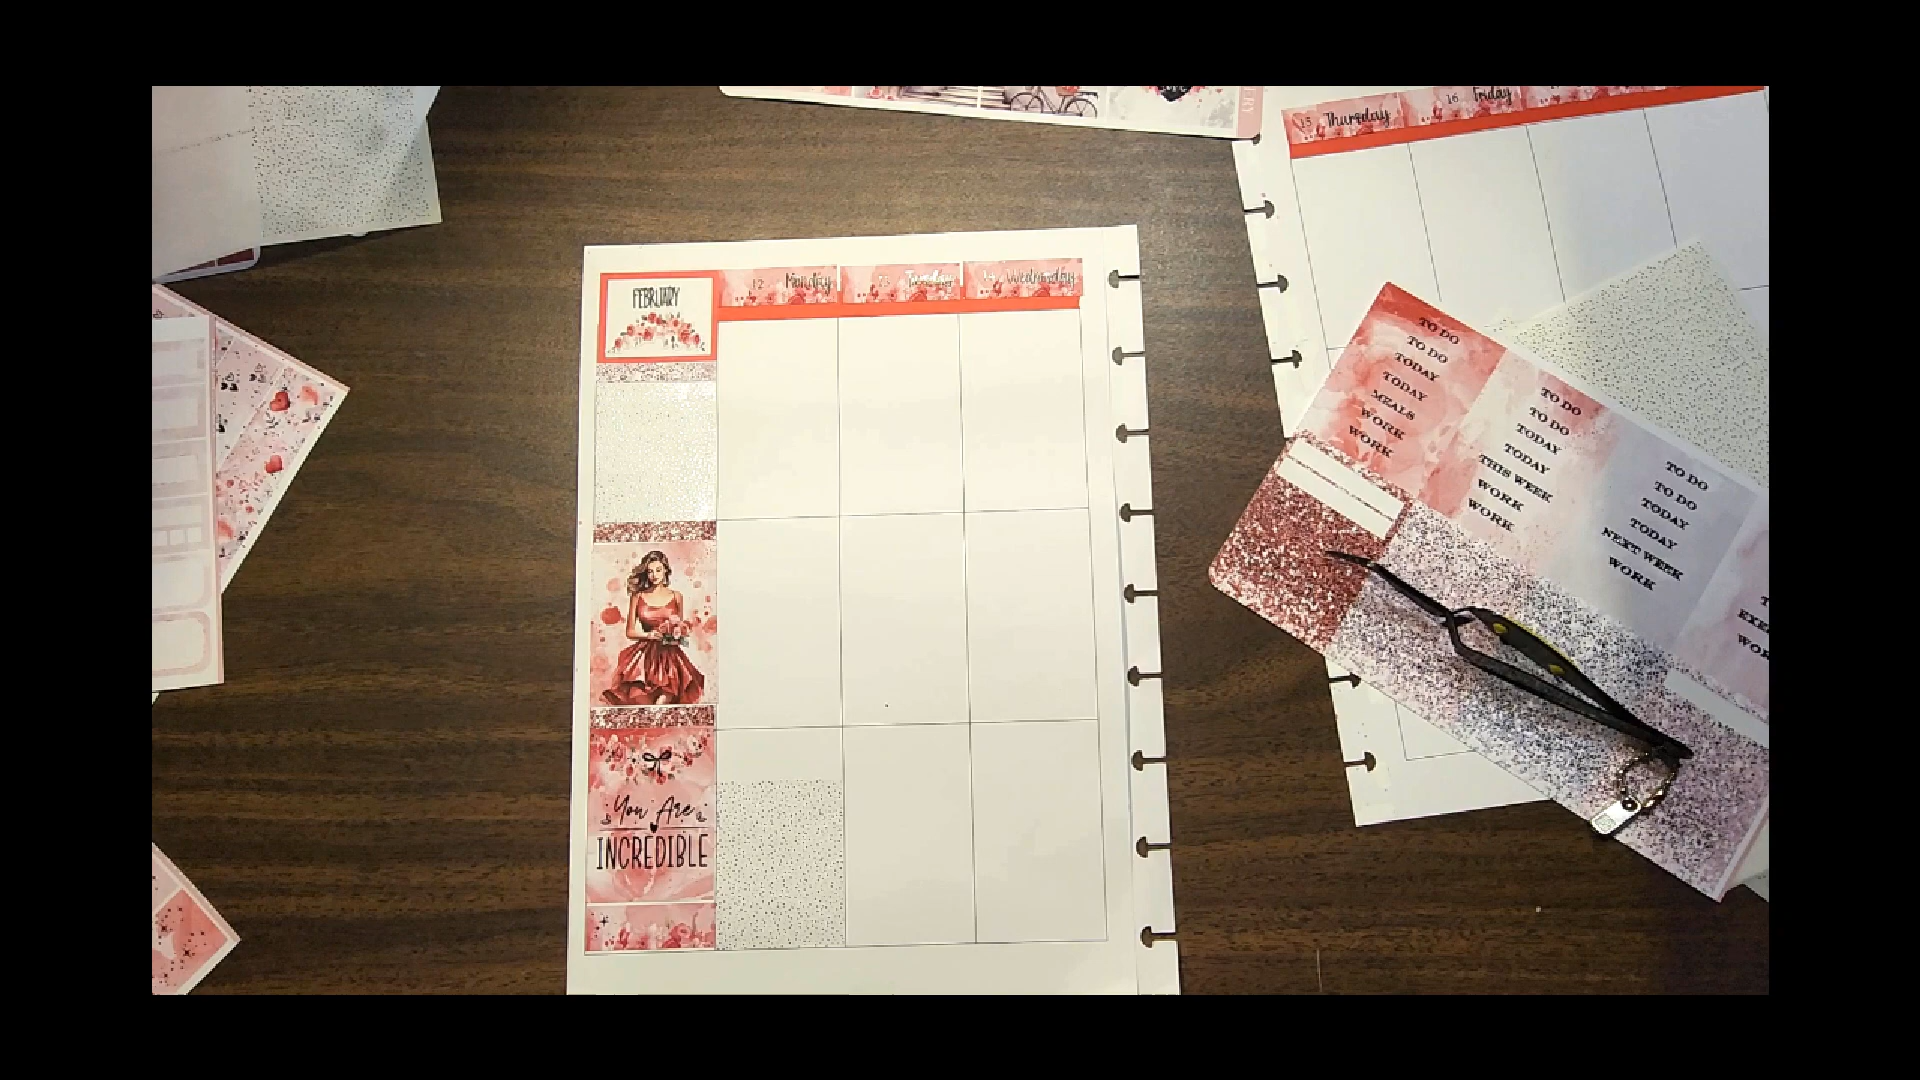 FEBRUARY
12 Monday
13 Tuesday
14 Wednesday
You Are
INCREDIBLE
15 Thursday
16 Friday
TO DO
TO DO
TODAY
TODAY
MEALS
WORK
WORK
TO DO
TO DO
TODAY
TODAY
THIS WEEK
WORK
WORK
TO DO
TO DO
TODAY
TODAY
NEXT WEEK
WORK